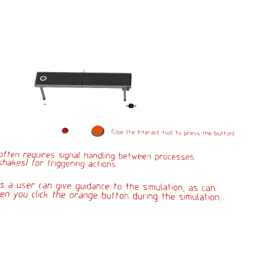 (Use the Interact tool to press the button)
often requires signal handling between processes
shakes) for triggering actions.
s a user can give guidance to the simulation, as can
en you click the orange button during the simulation.